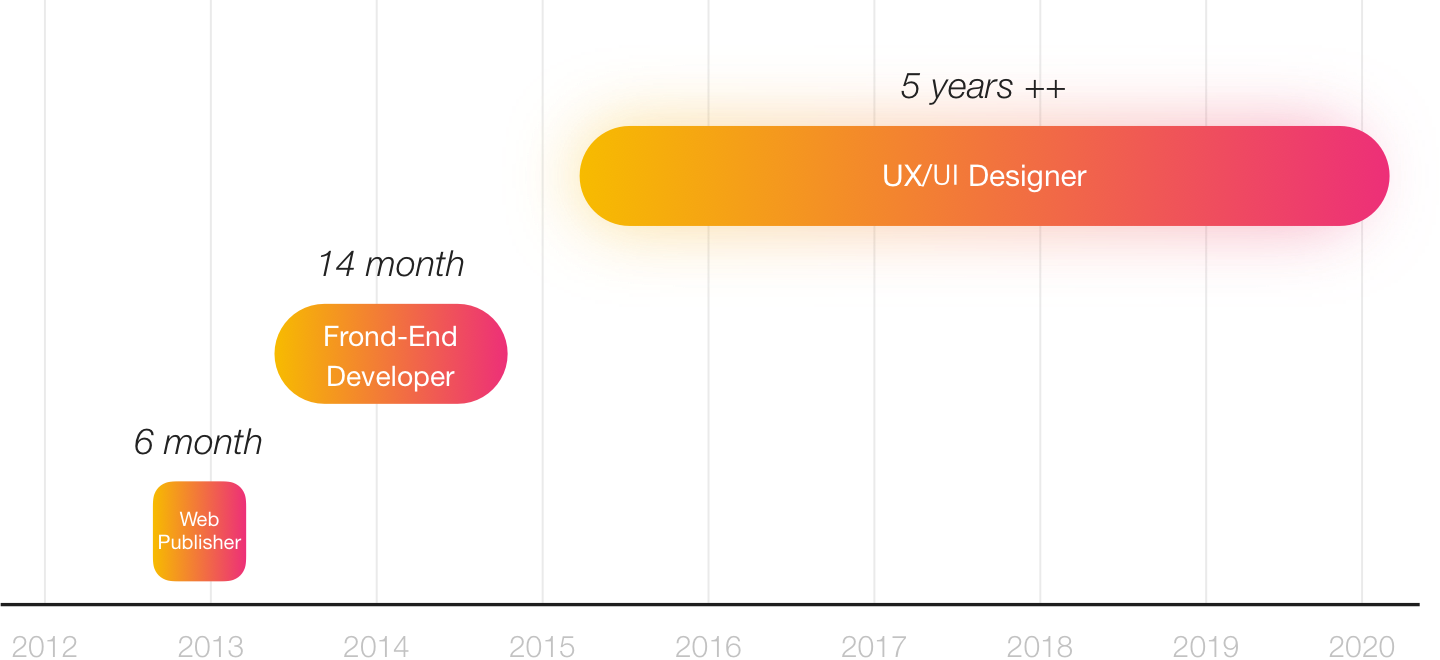 5 years ++
UX/UI Designer
14 month
Frond-End
Developer
6 month
Web
Publisher
2012 2013 2014 2015 2016 2017 2018 2019 2020